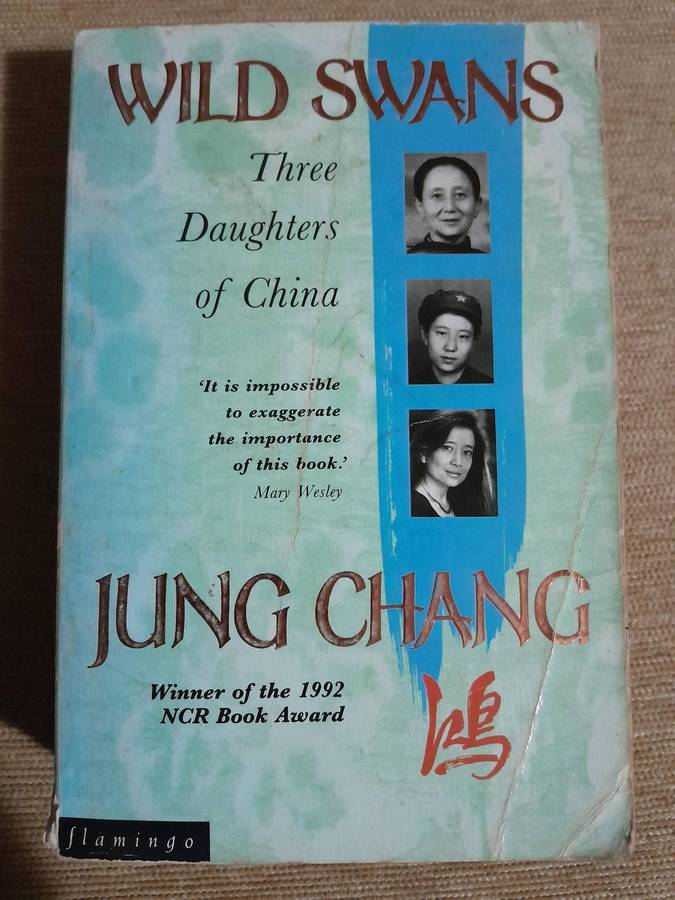 WILD SWANS
Three
Daughters
of China
‘It is impossible
to exaggerate
the importance
of this book.’
Mary Wesley
JUNG CHANG
Winner of the 1992
NCR Book Award
鴻
flamingo